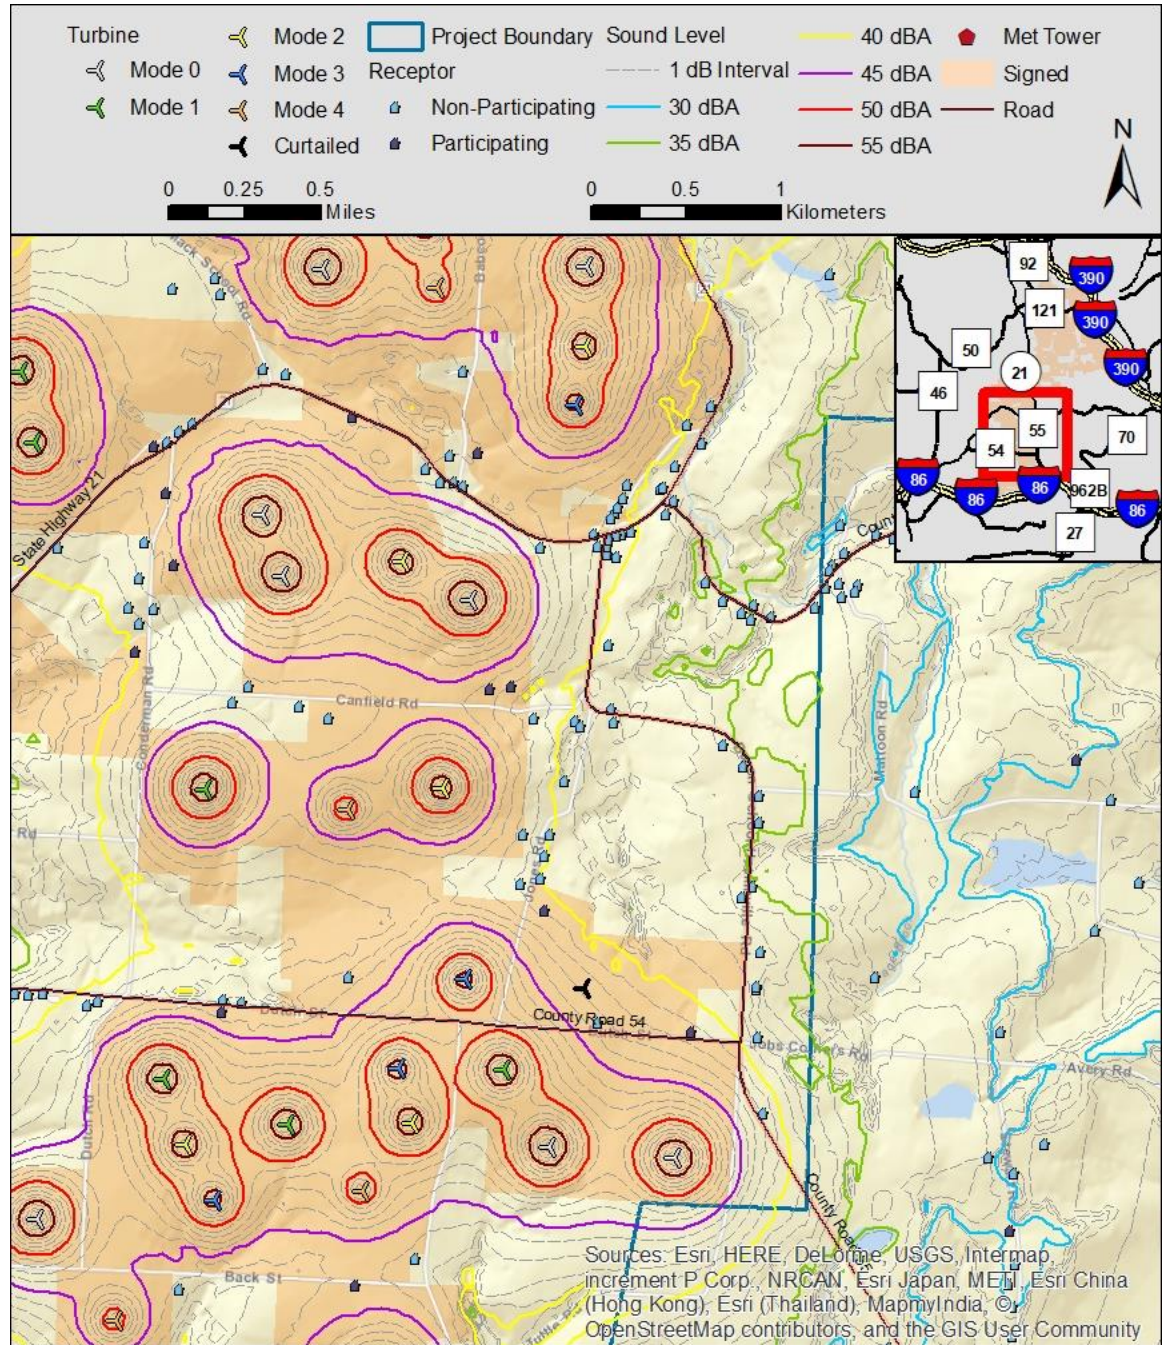 Turbine
Mode 0
Mode 1
Mode 2
Mode 3
Mode 4
Curtailed
Project Boundary
Receptor
Non-Participating
Participating
Sound Level
1 dB Interval
30 dBA
35 dBA
40 dBA
45 dBA
50 dBA
55 dBA
Met Tower
Signed
Road
N
0 0.25 0.5
Miles
0 0.5 1
Kilometers
92
390
121
390
50
390
21
46
55
70
54
86
86
86
962B
86
27
State Highway 21
Canfield Rd
Conderman Rd
Mattoon Rd
Rd
Jones Rd
County Road 54
Dutch St
Jobs Corners Rd
Avery Rd
Dutch Rd
Back St
Sources: Esri, HERE, DeLorme, USGS, Intermap,
increment P Corp., NRCAN, Esri Japan, METI, Esri China
(Hong Kong), Esri (Thailand), MapmyIndia, ©
OpenStreetMap contributors, and the GIS User Community